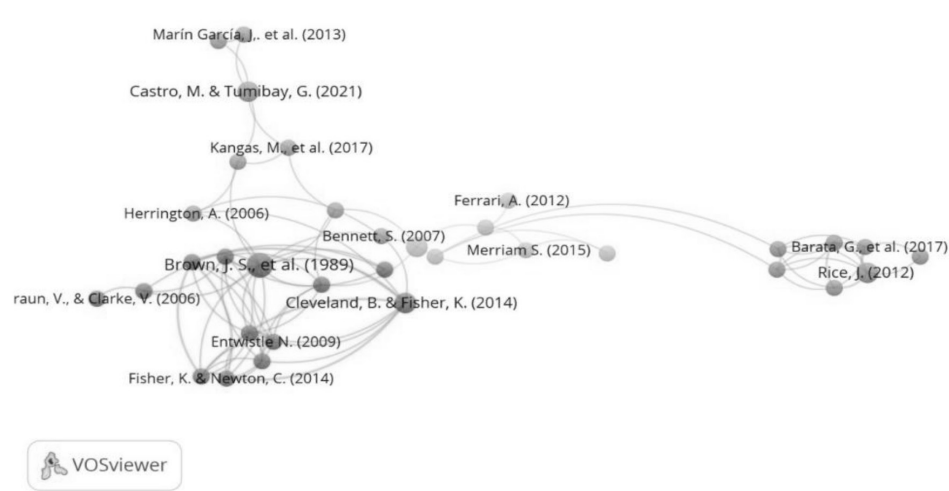 Marín García, J,. et al. (2013)
Castro, M. & Tumibay, G. (2021)
Kangas, M., et al. (2017)
Ferrari, A. (2012)
Herrington, A. (2006)
Bennett, S. (2007)
Merriam S. (2015)
Barata, G., et al. (2017)
Brown, J. S., et al. (1989)
Rice, J. (2012)
raun, V., & Clarke, V. (2006)
Cleveland, B. & Fisher, K. (2014)
Entwistle N. (2009)
Fisher, K. & Newton, C. (2014)
VOSviewer